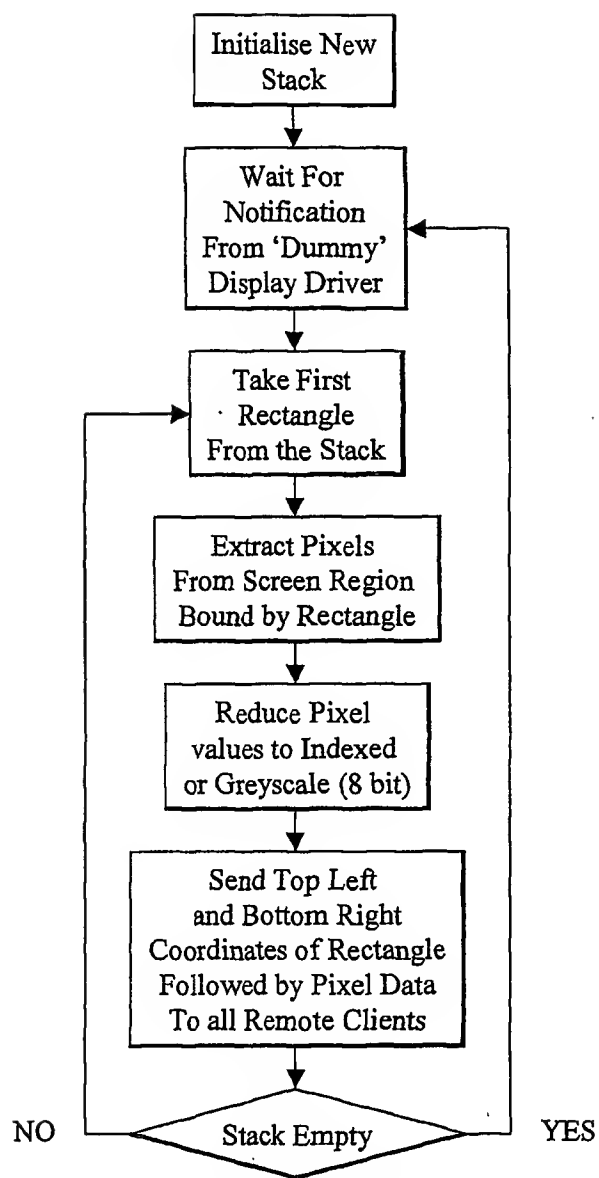 Initialise New
Stack
Wait For
Notification
From ‘Dummy’
Display Driver
Take First
Rectangle
From the Stack
Extract Pixels
From Screen Region
Bound by Rectangle
Reduce Pixel
values to Indexed
or Greyscale (8 bit)
Send Top Left
and Bottom Right
Coordinates of Rectangle
Followed by Pixel Data
To all Remote Clients
NO
Stack Empty
YES